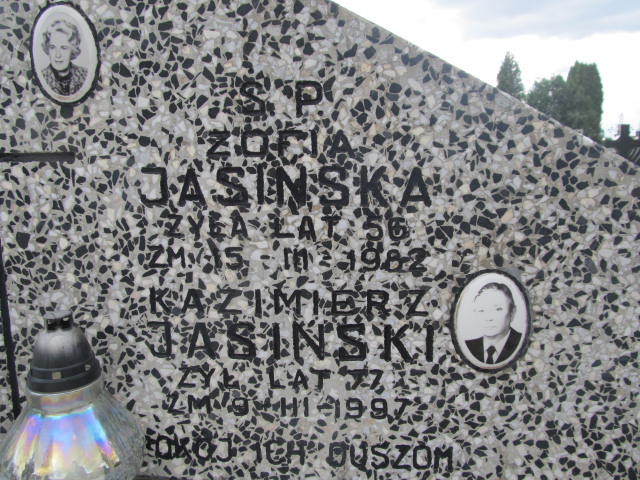 Ś P
ZOFIA
JASIŃSKA
ŻYŁA LAT 56
ZM 15-III-1982
KAZIMIERZ
JASIŃSKI
ŻYŁ LAT 77
ZM 9-III-1997
POKÓJ ICH DUSZOM